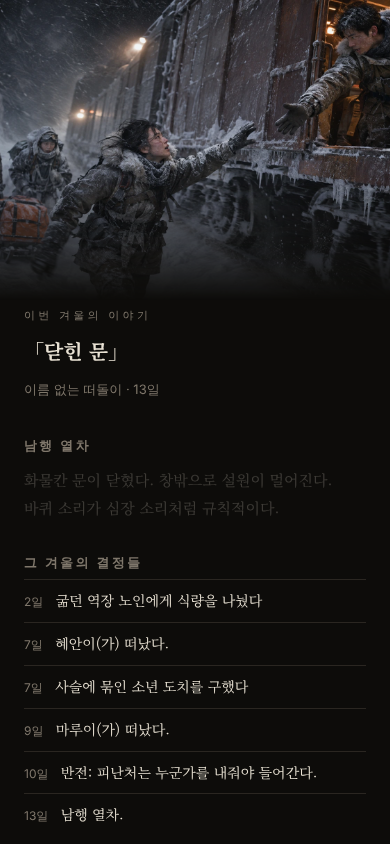 이번 겨울의 이야기
「닫힌 문」
이름 없는 떠돌이 · 13일
남행 열차
화물칸 문이 닫혔다. 창밖으로 설원이 멀어진다.
바퀴 소리가 심장 소리처럼 규칙적이다.
그 겨울의 결정들
2일 굶던 역장 노인에게 식량을 나눴다
7일 혜안이(가) 떠났다.
7일 사슬에 묶인 소년 도치를 구했다
9일 마루이(가) 떠났다.
10일 반전: 피난처는 누군가를 내줘야 들어간다.
13일 남행 열차.